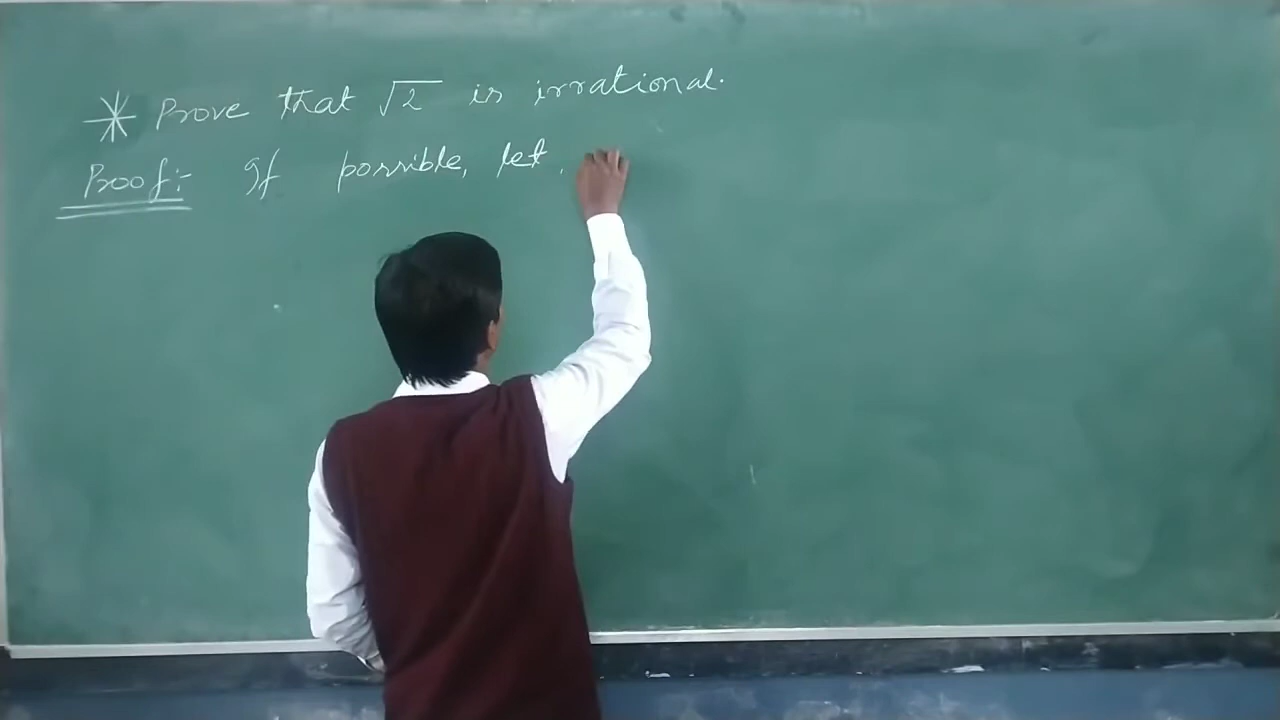 * Prove that √2 is irrational.
Proof:- If possible, let,